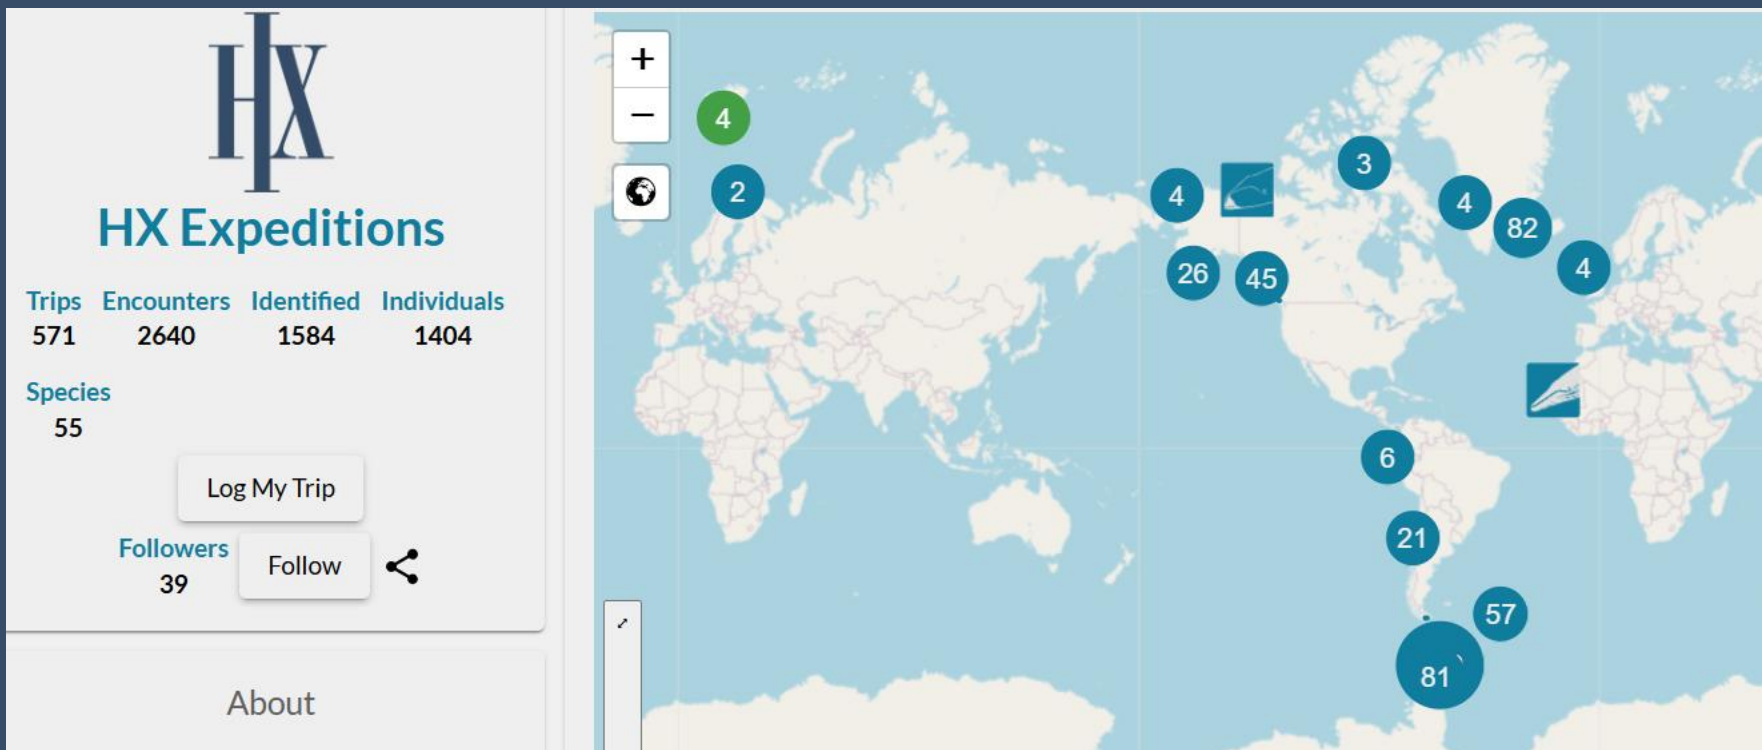 HX
HX Expeditions
Trips Encounters Identified Individuals
571 2640 1584 1404
Species
55
Log My Trip
Followers
39
Follow
About
+
−
4
2
4
3
4
82
4
26
45
6
21
57
81